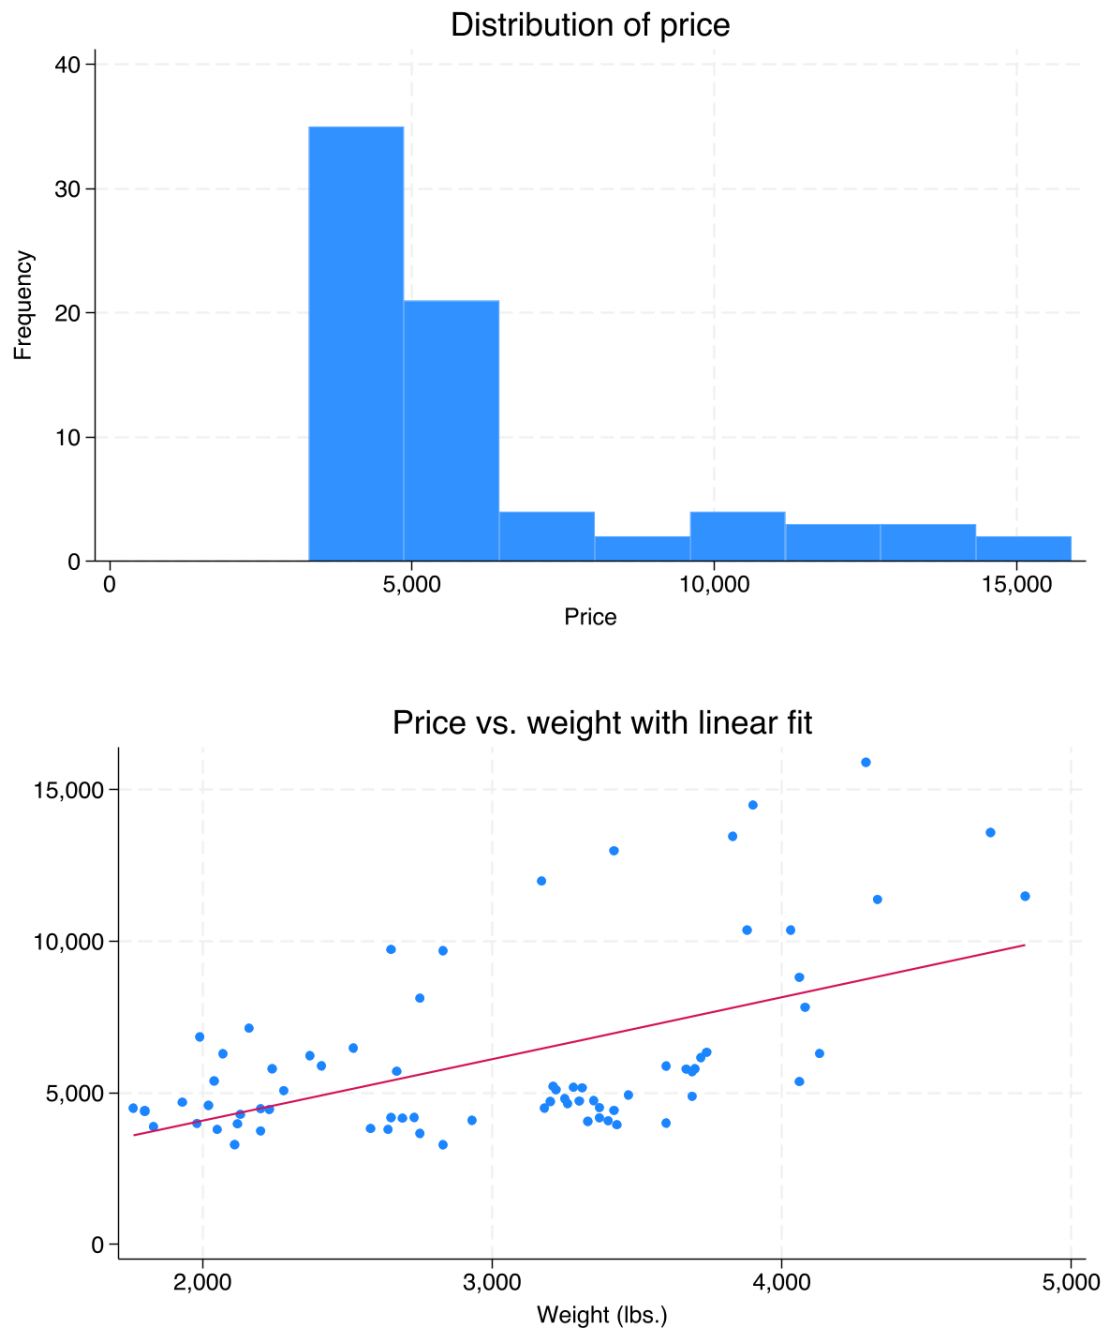 Distribution of price
40
30
20
10
0
Frequency
0 5,000 10,000 15,000
Price
Price vs. weight with linear fit
15,000
10,000
5,000
0
2,000 3,000 4,000 5,000
Weight (lbs.)